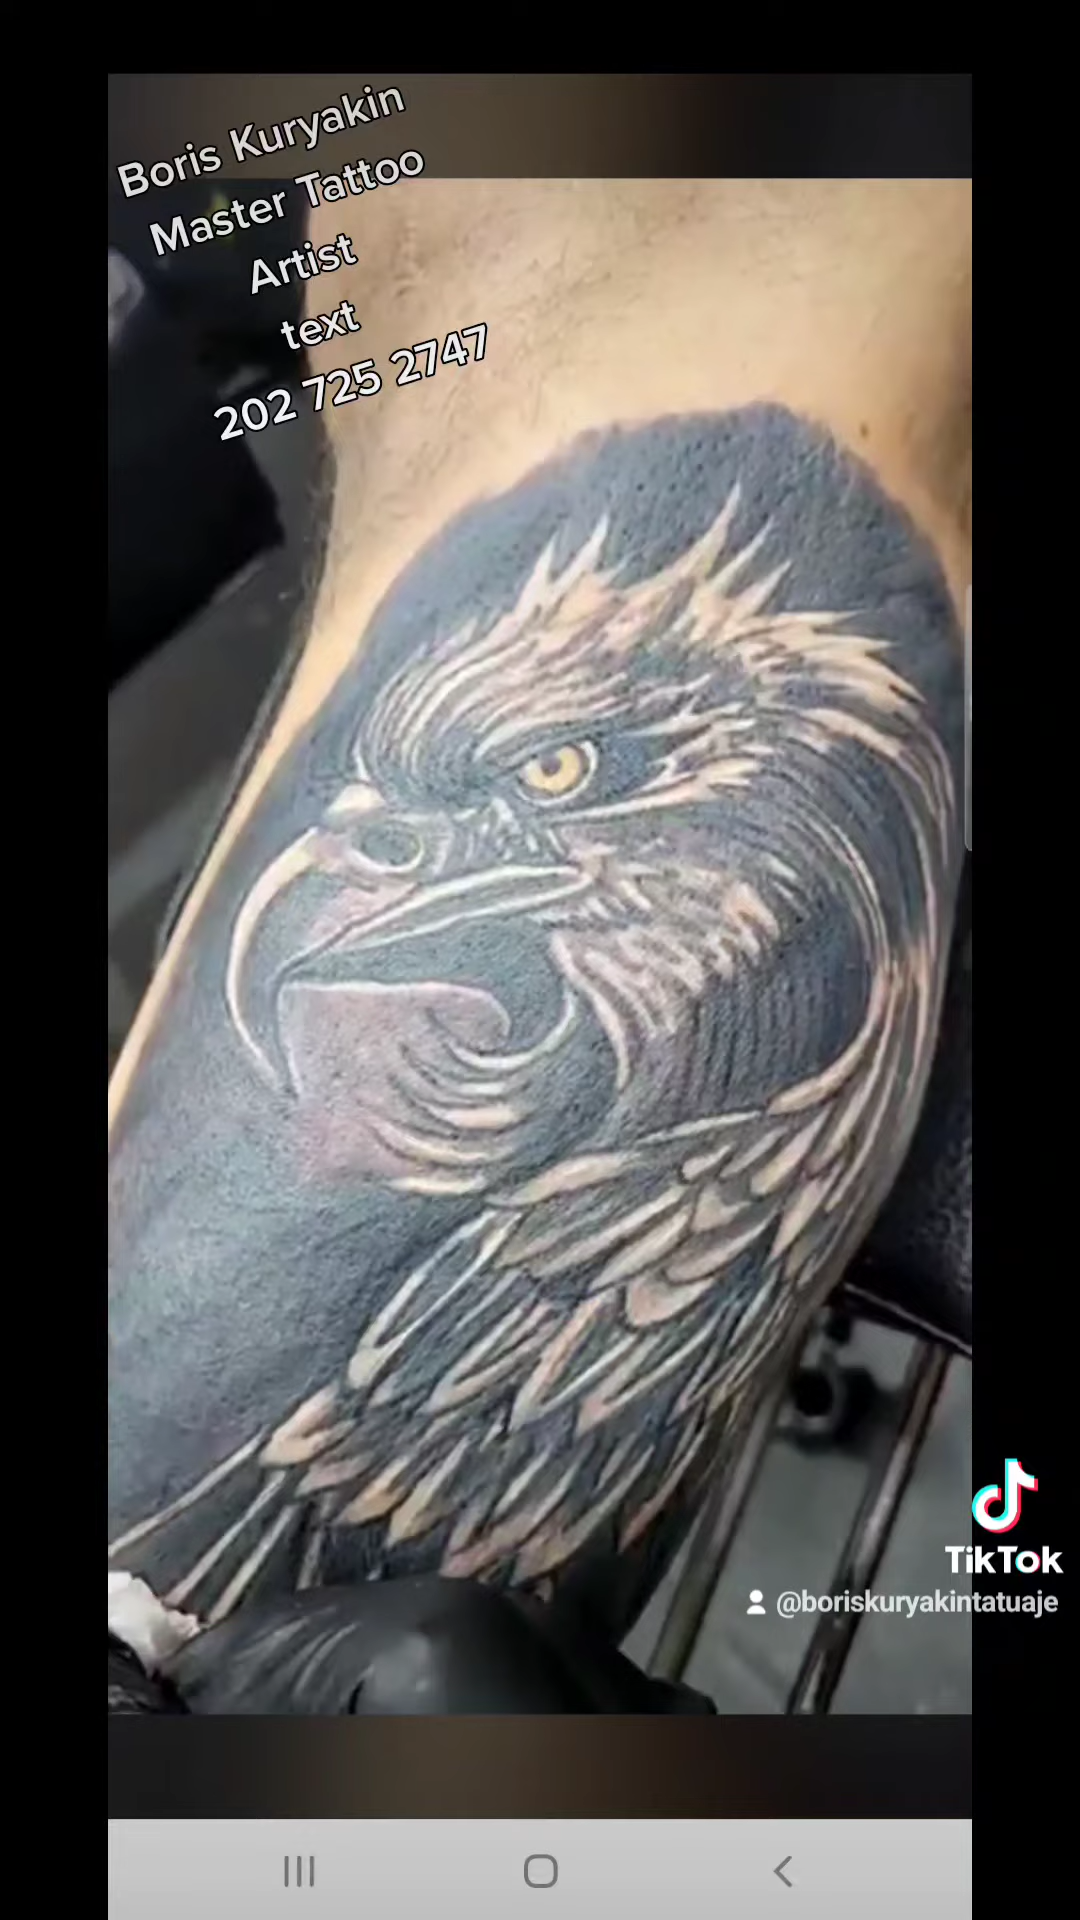 Boris Kuryakin
Master Tattoo
Artist
text
202 725 2747
TikTok
@boriskuryakintatuaje